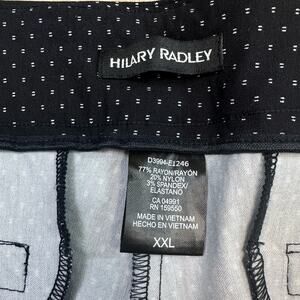 HILARY RADLEY
D3994-E1246
77% RAYON/RAYÓN
20% NYLON
3% SPANDEX/
ELASTANO
CA 04991
RN 159550
MADE IN VIETNAM
HECHO EN VIETNAM
XXL